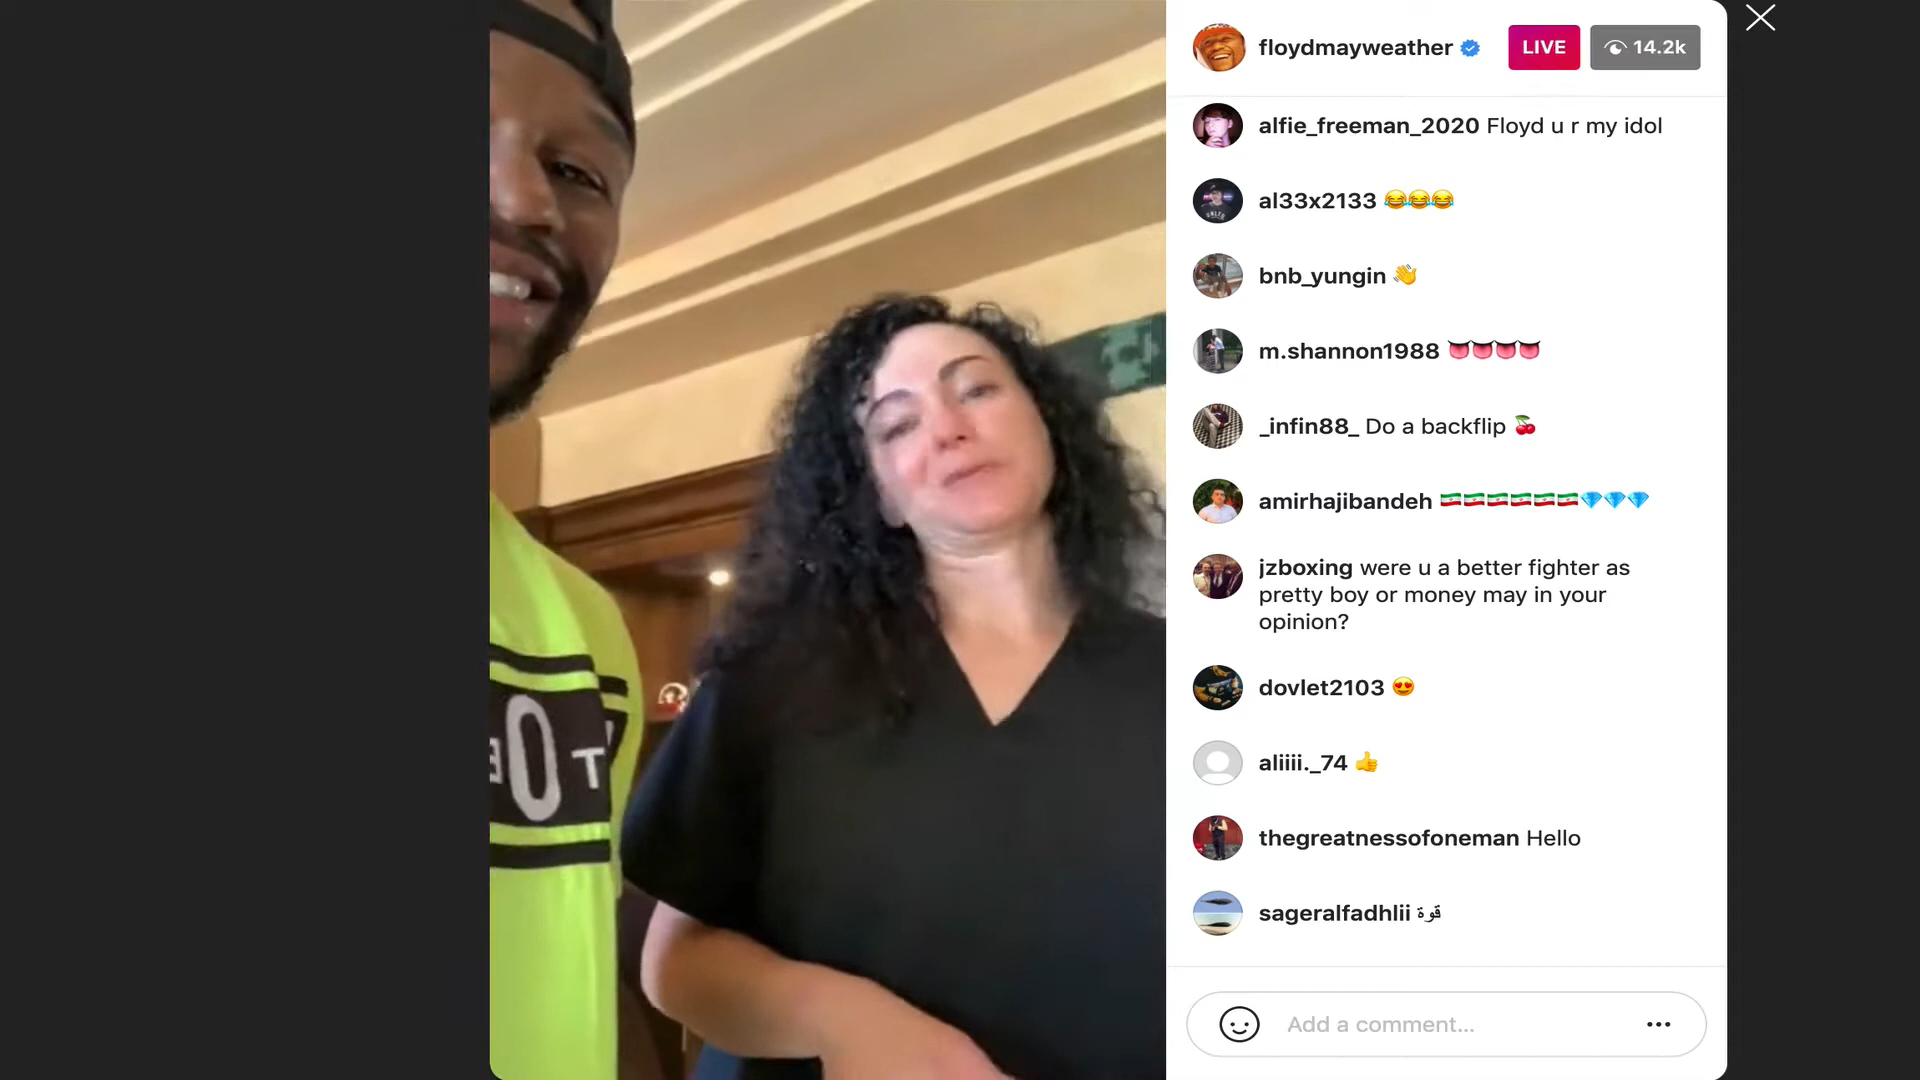 floydmayweather
LIVE
14.2k
alfie_freeman_2020 Floyd u r my idol
al33x2133 😂😂😂
bnb_yungin 👋
m.shannon1988 👅👅👅👅
_infin88_ Do a backflip 🍒
amirhajibandeh 🇮🇷🇮🇷🇮🇷🇮🇷🇮🇷🇮🇷💎💎💎
jzboxing were u a better fighter as
pretty boy or money may in your
opinion?
dovlet2103 😍
aliiii._74 👍
thegreatnessofoneman Hello
sageralfadhlii قوة
Add a comment...
0 T